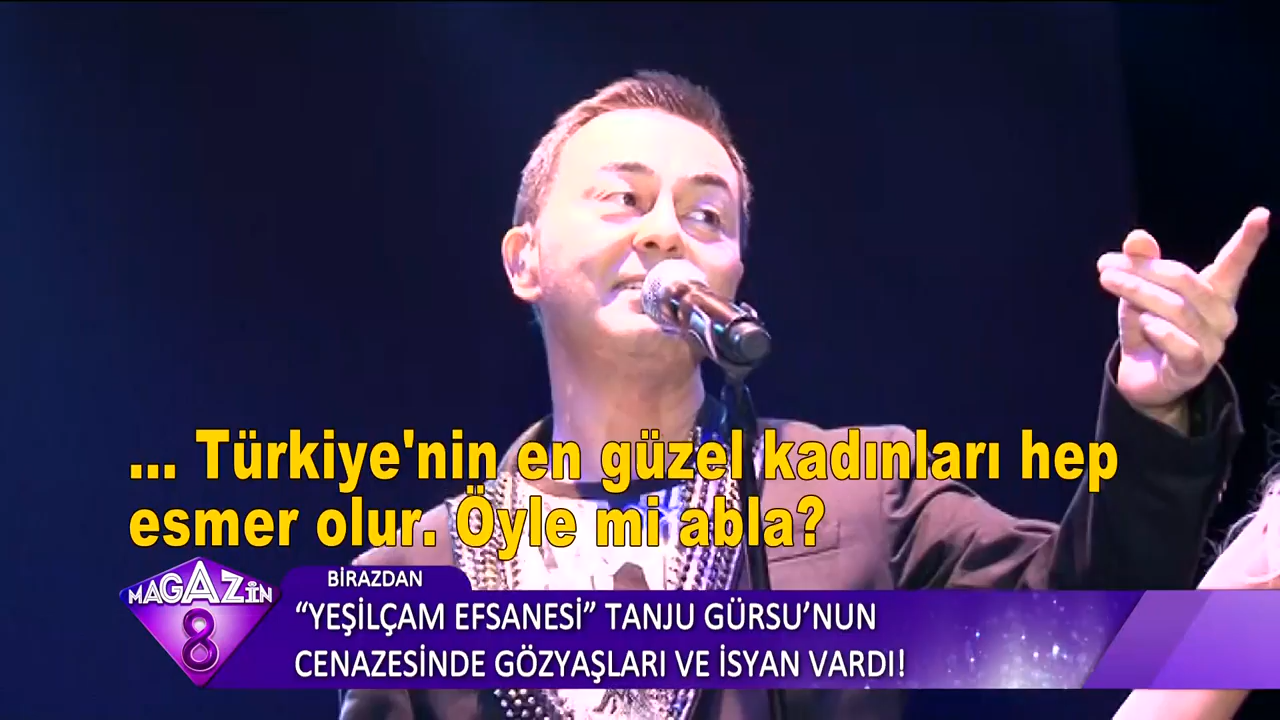 ... Türkiye'nin en güzel kadınları hep
esmer olur. Öyle mi abla?
BİRAZDAN
MAGAZİN
8
“YEŞİLÇAM EFSANESİ” TANJU GÜRSU’NUN
CENAZESİNDE GÖZYAŞLARI VE İSYAN VARDI!